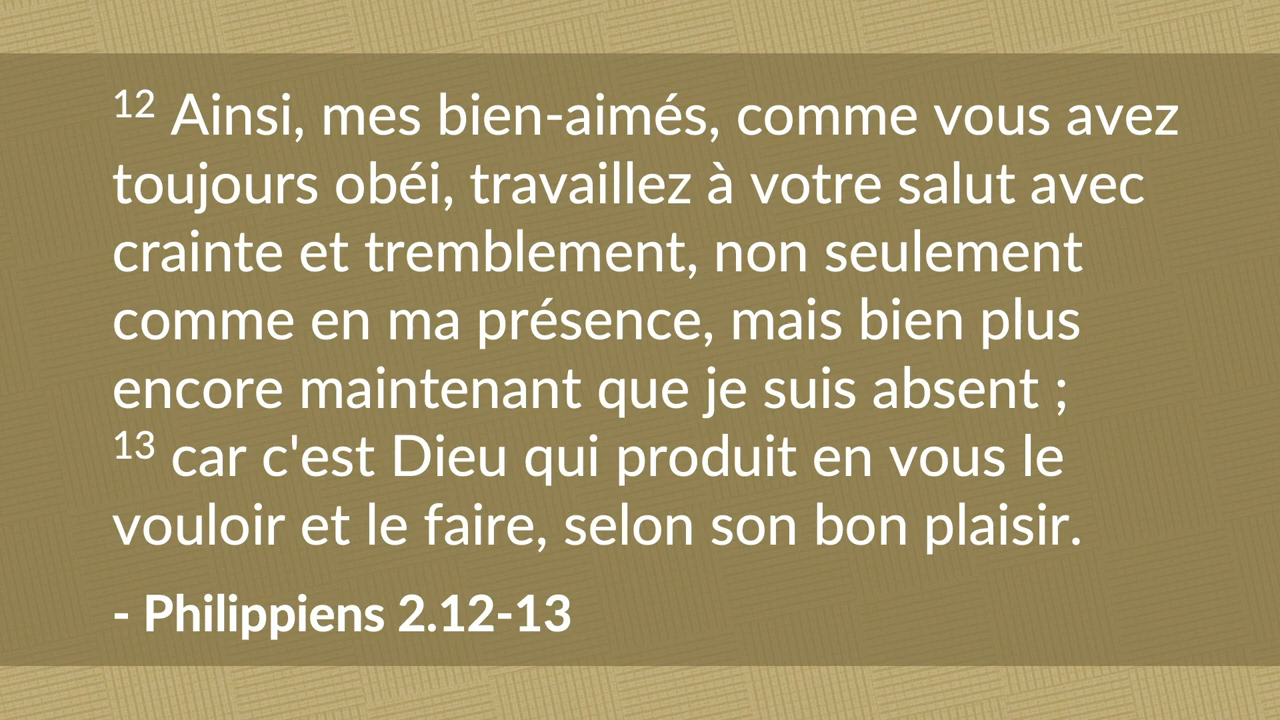 12 Ainsi, mes bien-aimés, comme vous avez
toujours obéi, travaillez à votre salut avec
crainte et tremblement, non seulement
comme en ma présence, mais bien plus
encore maintenant que je suis absent ;
13 car c'est Dieu qui produit en vous le
vouloir et le faire, selon son bon plaisir.
- Philippiens 2.12-13